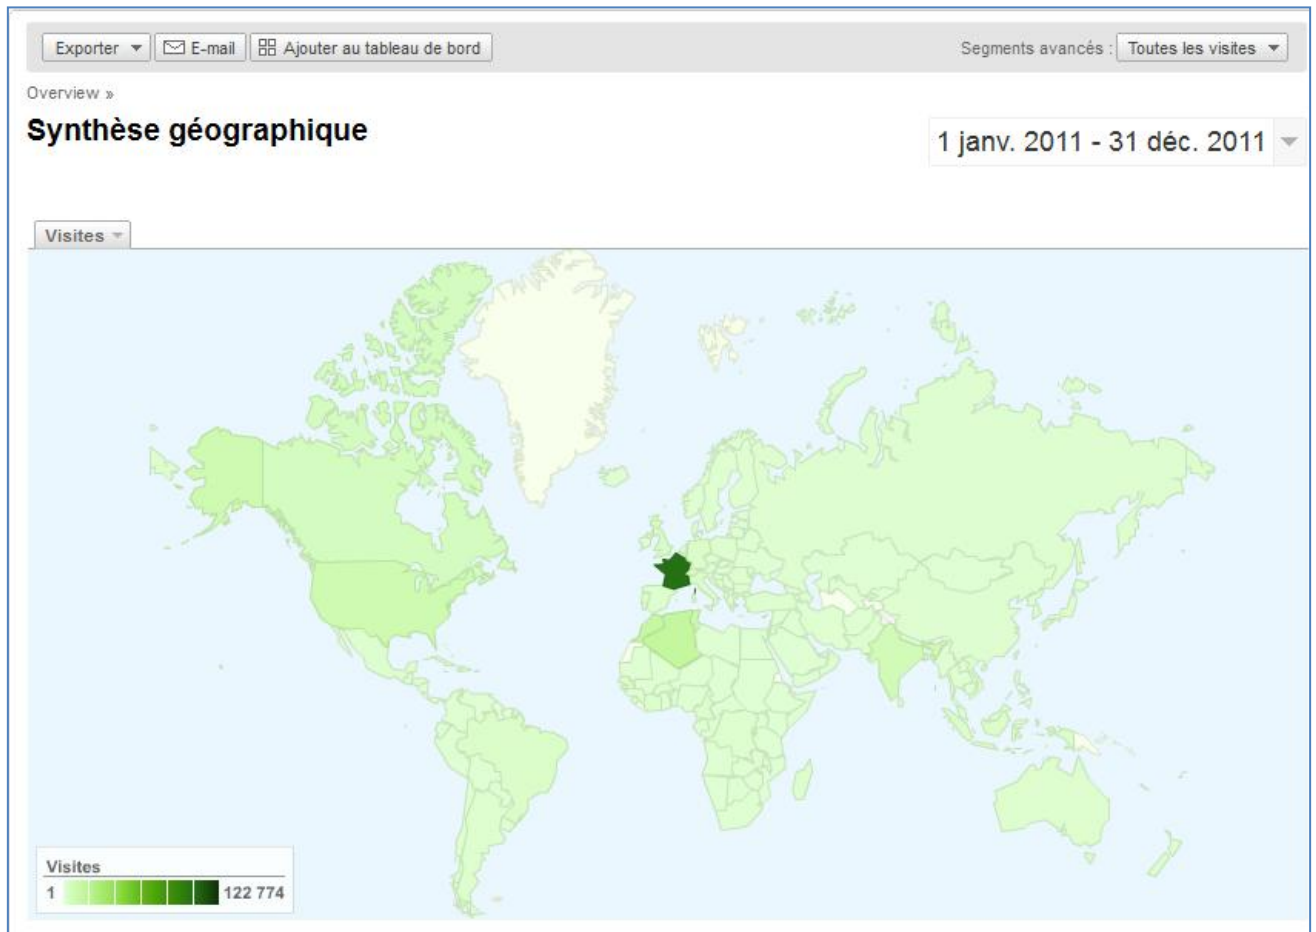 Exporter E-mail Ajouter au tableau de bord Segments avancés : Toutes les visites
Overview »
Synthèse géographique
1 janv. 2011 - 31 déc. 2011
Visites
Visites
1 122 774